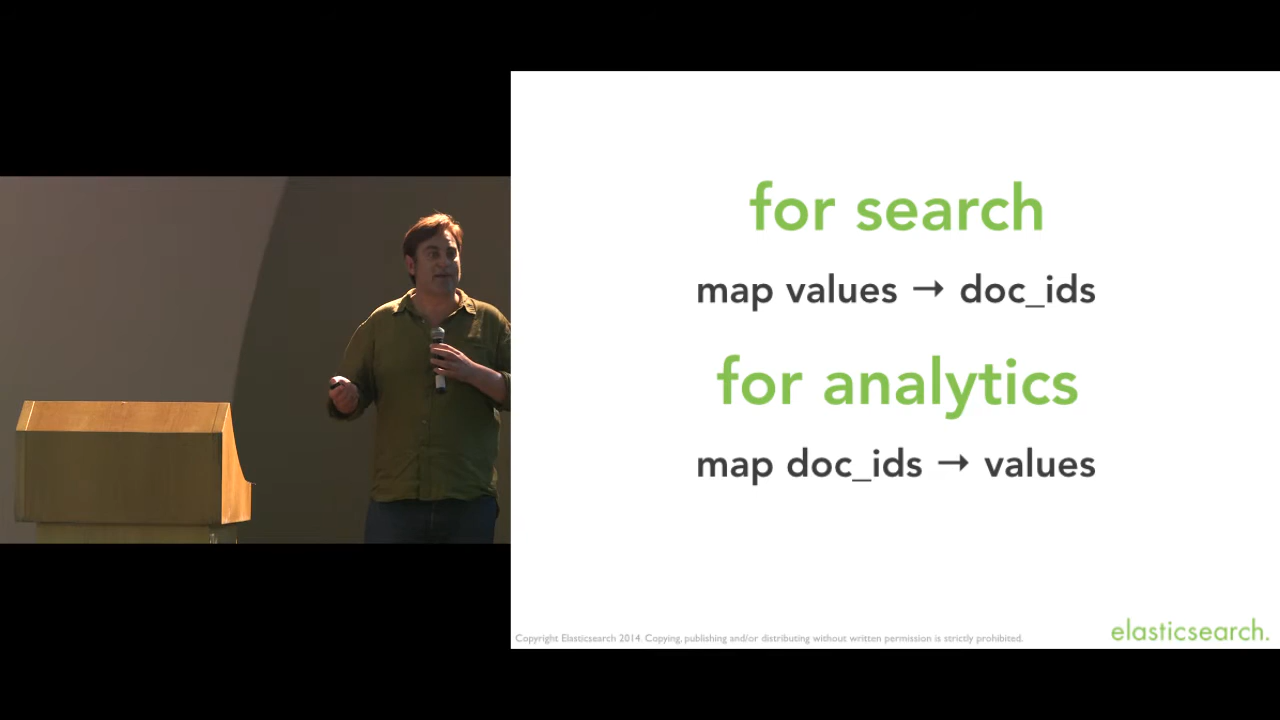 for search
map values → doc_ids
for analytics
map doc_ids → values
Copyright Elasticsearch 2014. Copying, publishing and/or distributing without written permission is strictly prohibited.
elasticsearch.